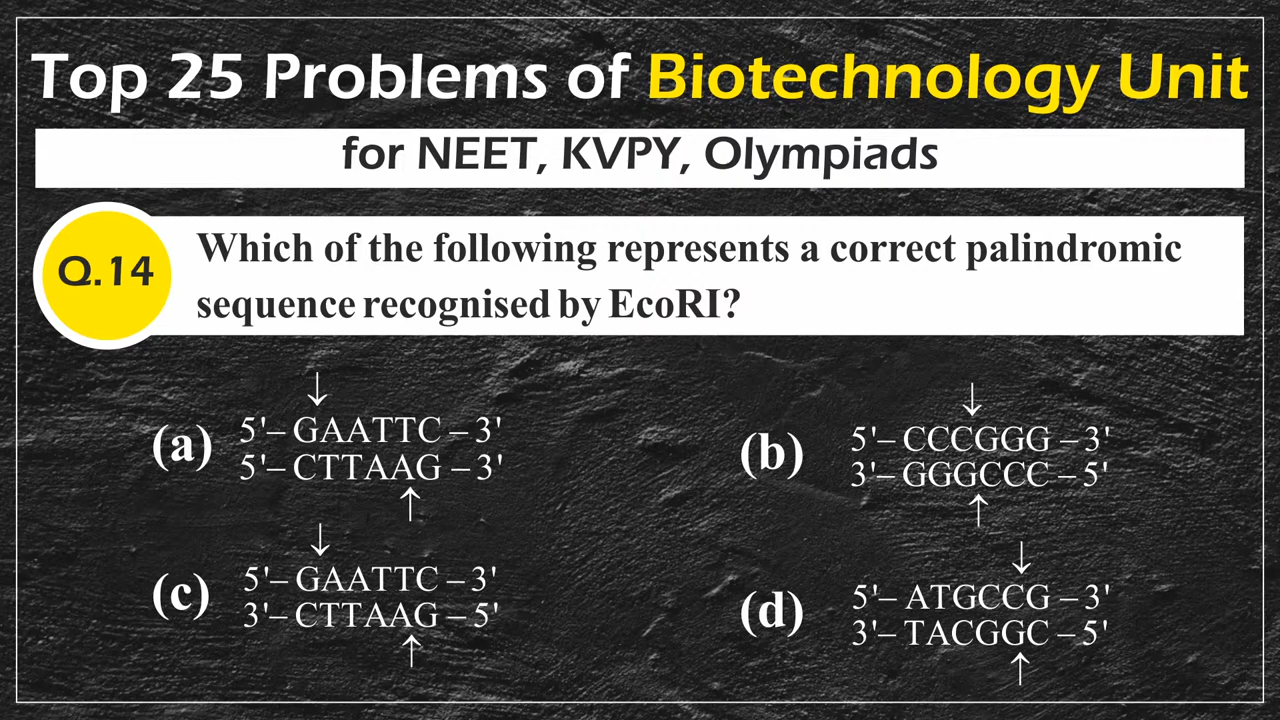 Top 25 Problems of Biotechnology Unit
for NEET, KVPY, Olympiads
Q.14
Which of the following represents a correct palindromic
sequence recognised by EcoRI?
↓
(a) 5'– GAATTC – 3'
5'– CTTAAG – 3'
↑
↓
(b) 5'– CCCGGG – 3'
3'– GGGCCC – 5'
↑
↓
(c) 5'– GAATTC – 3'
3'– CTTAAG – 5'
↑
↓
(d) 5'– ATGCCG – 3'
3'– TACGGC – 5'
↑